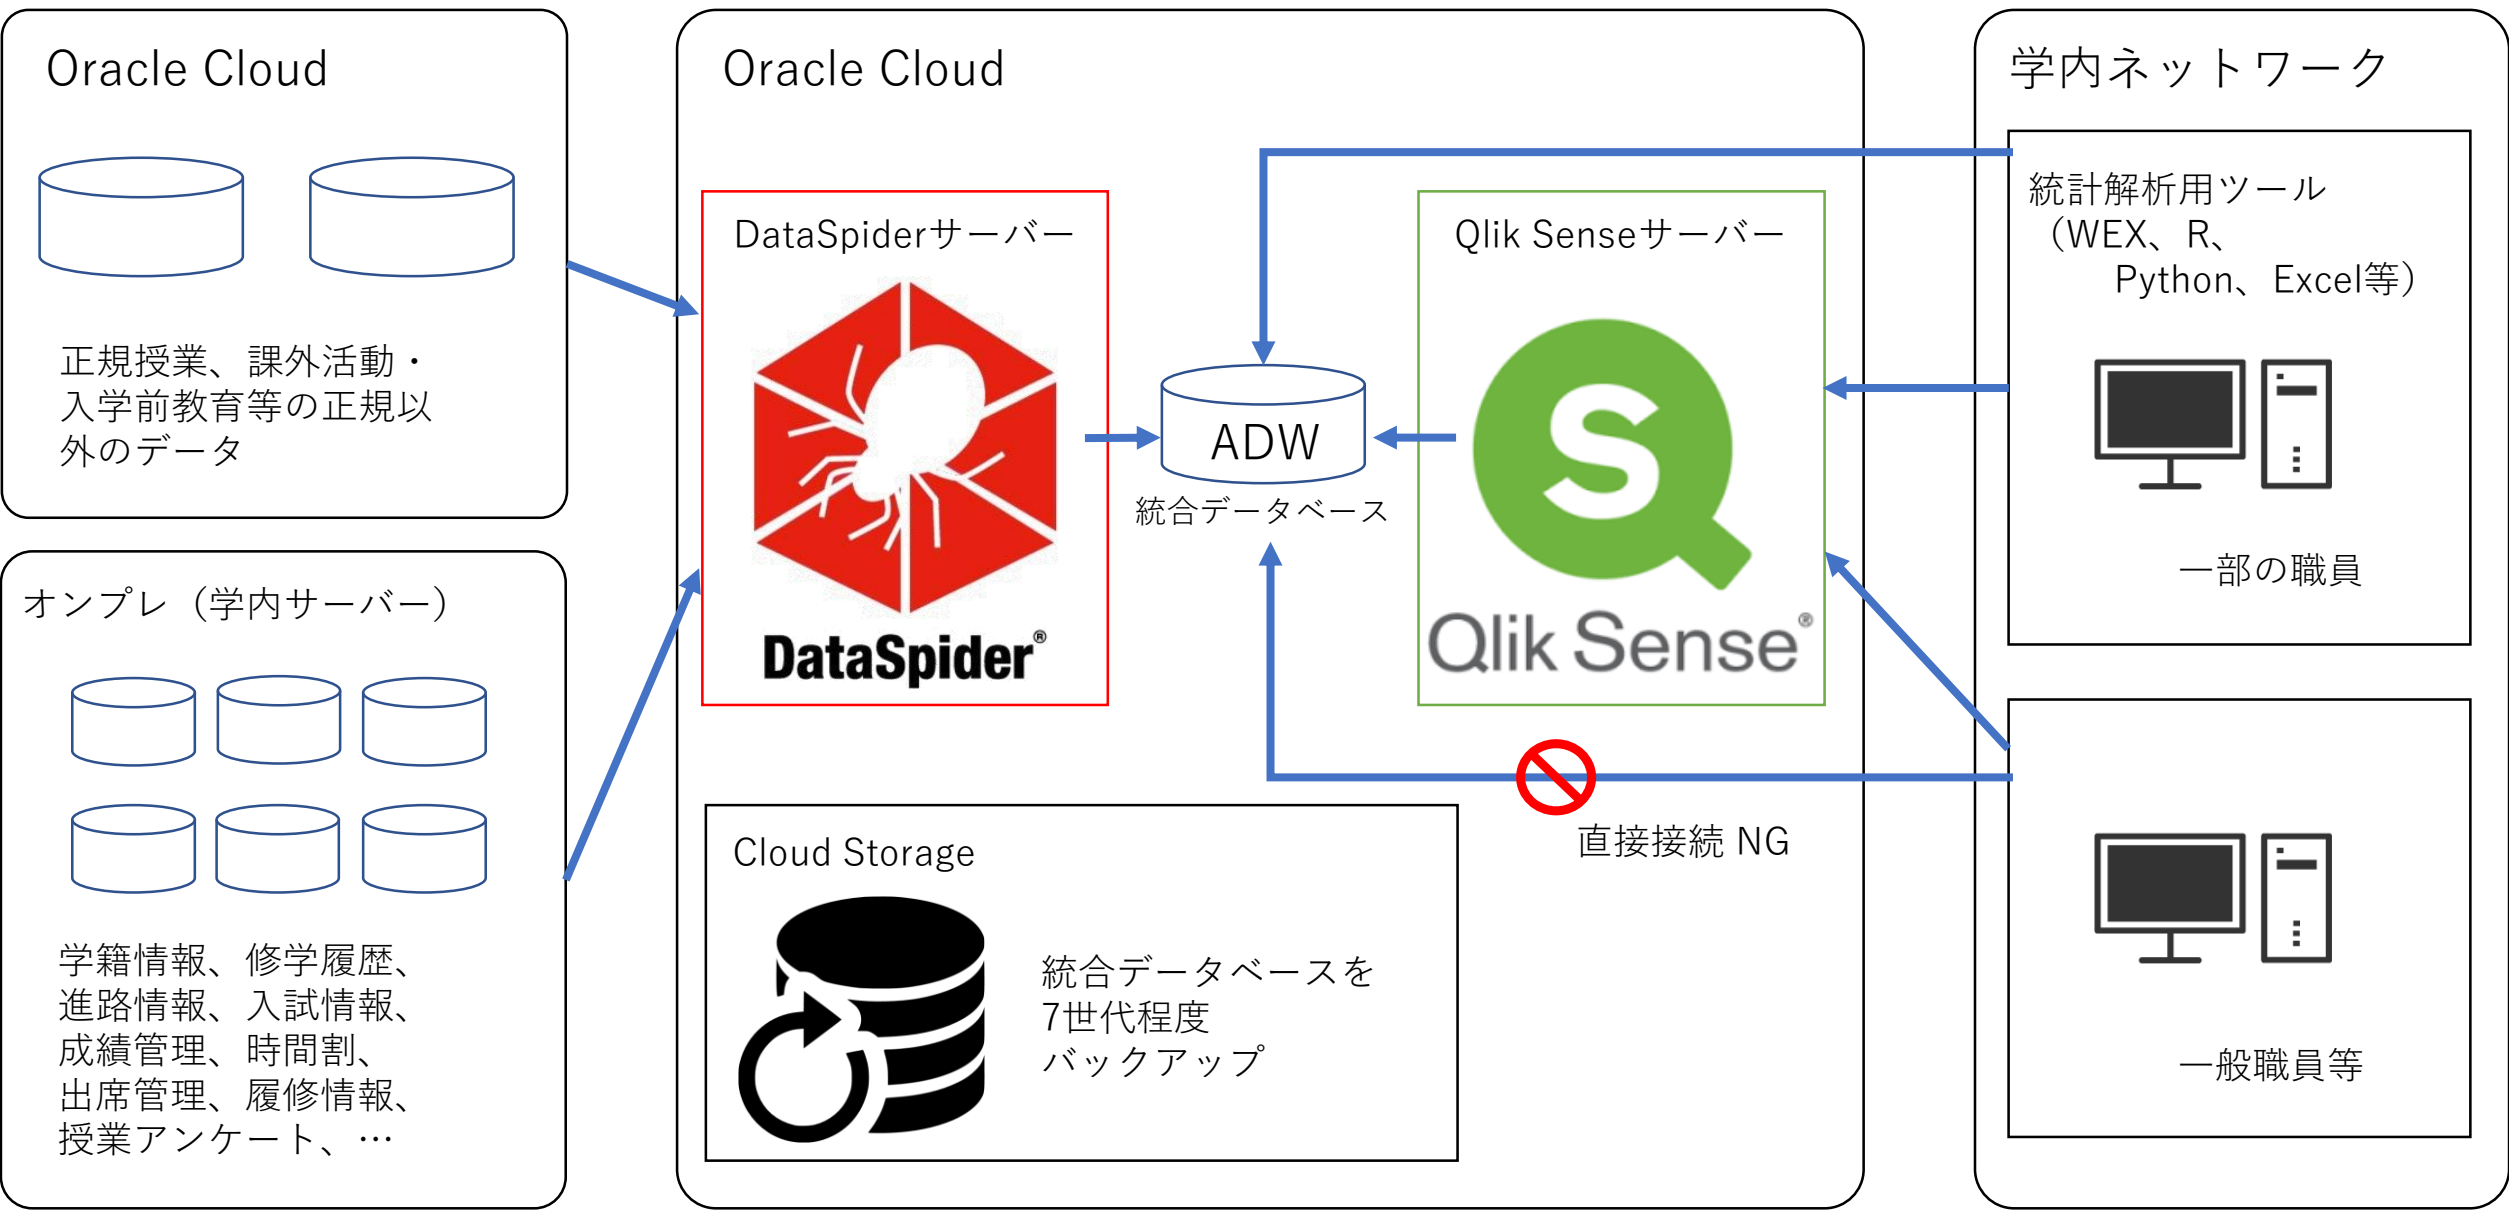 Oracle Cloud
正規授業、課外活動・
入学前教育等の正規以
外のデータ
オンプレ（学内サーバー）
学籍情報、修学履歴、
進路情報、入試情報、
成績管理、時間割、
出席管理、履修情報、
授業アンケート、…
Oracle Cloud
DataSpiderサーバー
DataSpider®
ADW
統合データベース
Qlik Senseサーバー
S
Qlik Sense®
直接接続 NG
Cloud Storage
統合データベースを
7世代程度
バックアップ
学内ネットワーク
統計解析用ツール
（WEX、R、
Python、Excel等）
一部の職員
一般職員等